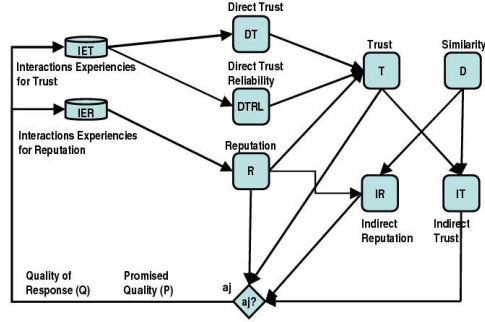 Direct Trust
DT
Trust
Similarity
IET
Interactions Experiencies
for Trust
Direct Trust
Reliability
T
D
DTRL
IER
Interactions Experiencies
for Reputation
Reputation
R
IR
IT
Indirect
Reputation
Indirect
Trust
Quality of
Response (Q)
Promised
Quality (P)
aj
aj?